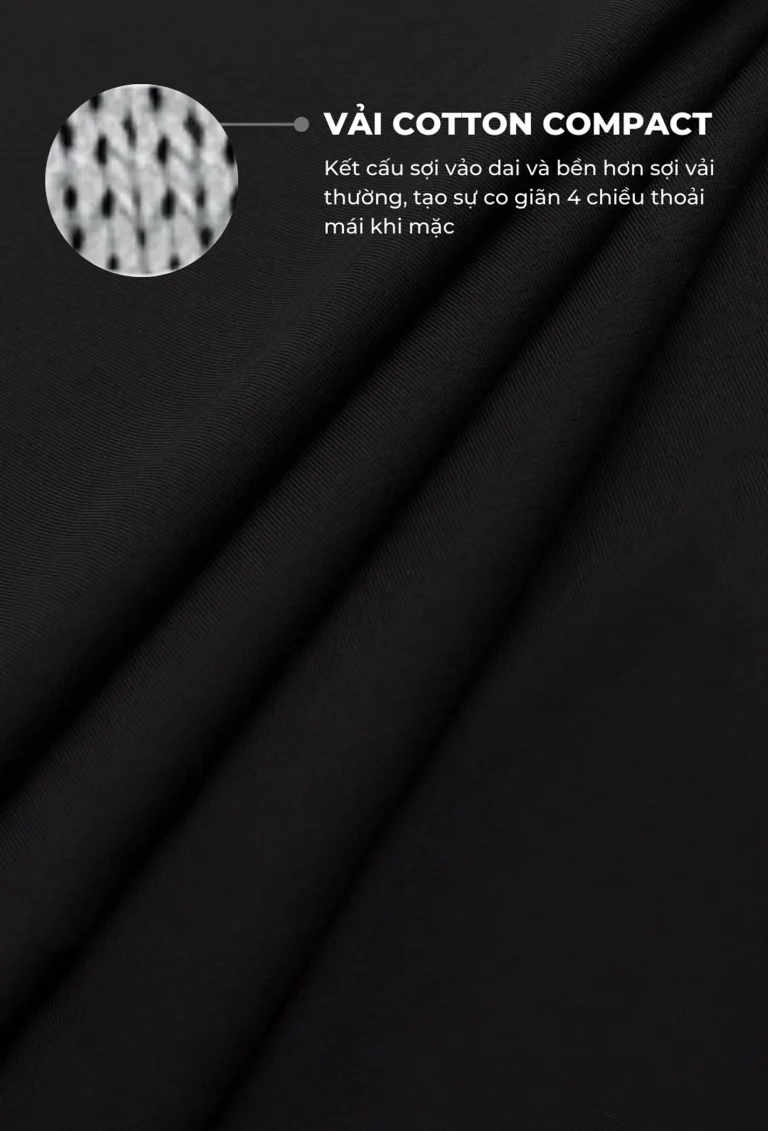 VẢI COTTON COMPACT
Kết cấu sợi vảo dai và bền hơn sợi vải
thường, tạo sự co giãn 4 chiều thoải
mái khi mặc